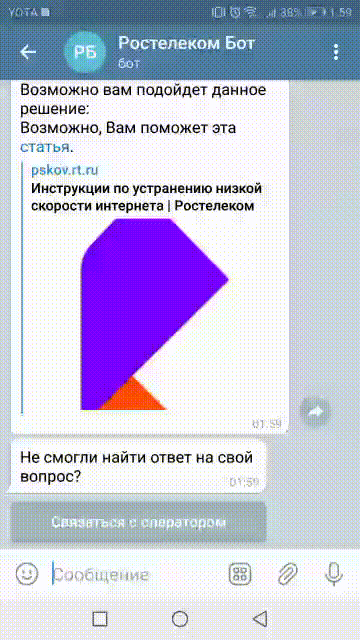 YOTA
38% 1:59
РБ
Ростелеком Бот
бот
Возможно вам подойдет данное
решение:
Возможно, Вам поможет эта
статья.
pskov.rt.ru
Инструкции по устранению низкой
скорости интернета | Ростелеком
01:59
Не смогли найти ответ на свой
вопрос?
01:59
Связаться с оператором
Сообщение